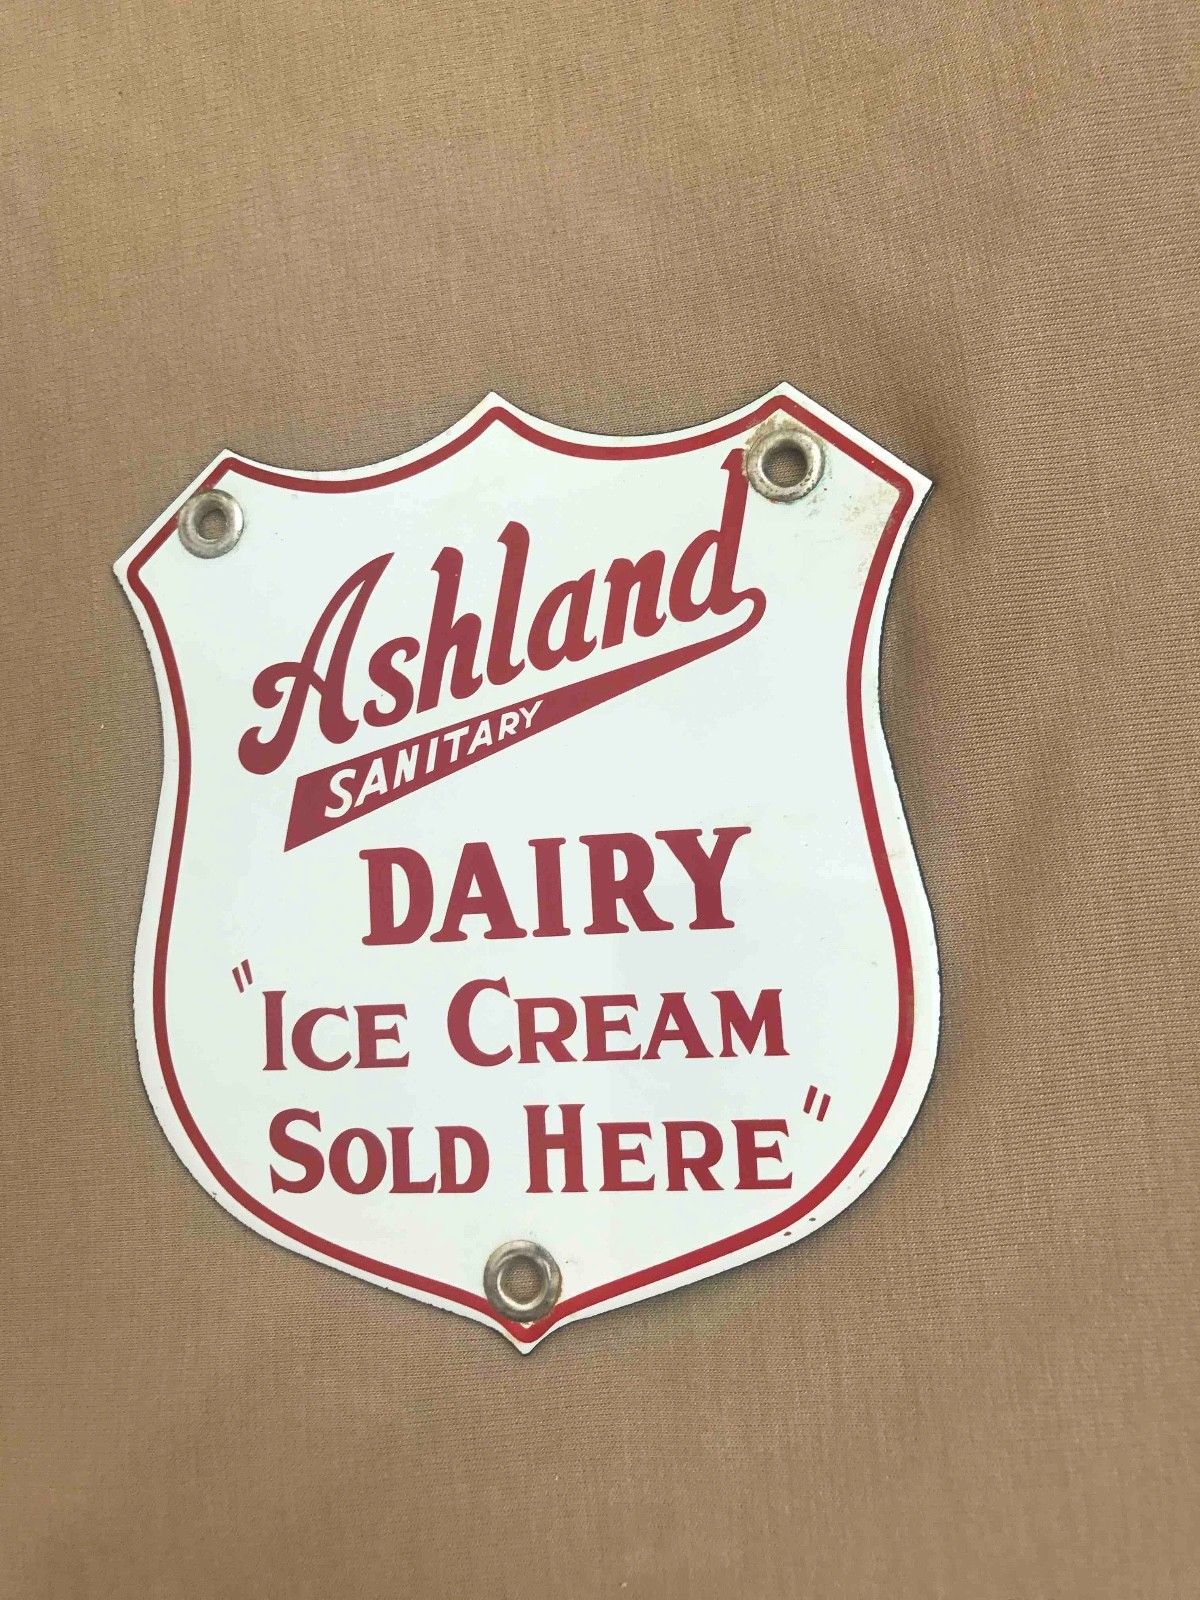 Ashland
SANITARY
DAIRY
"ICE CREAM
SOLD HERE"